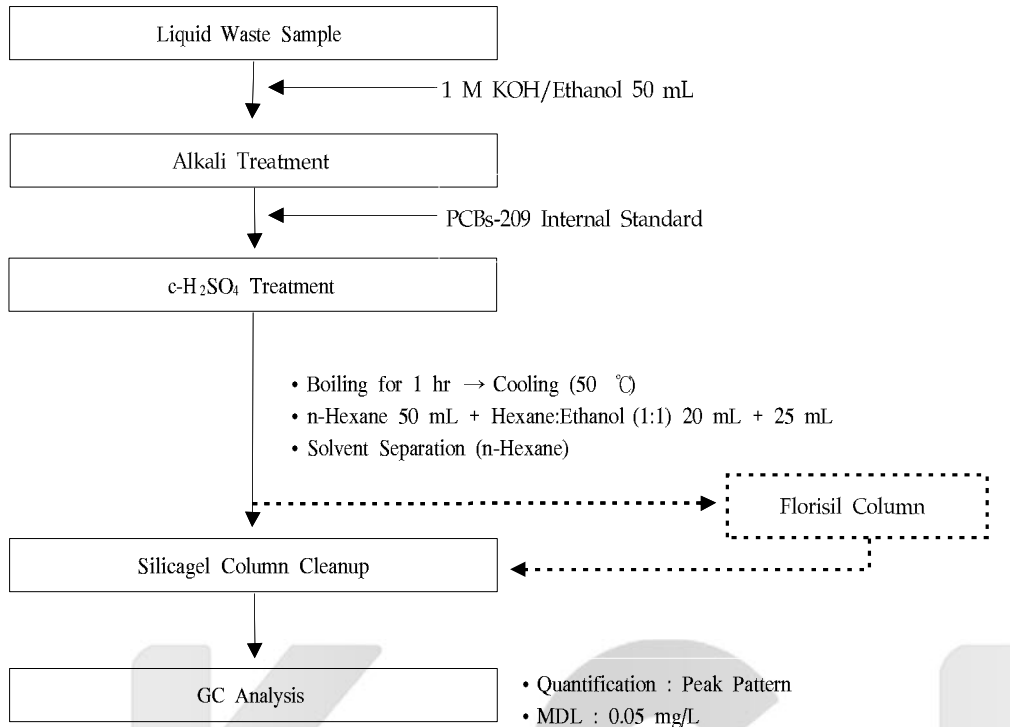 Liquid Waste Sample
1 M KOH/Ethanol 50 mL
Alkali Treatment
PCBs-209 Internal Standard
c-H₂SO₄ Treatment
• Boiling for 1 hr → Cooling (50 ℃)
• n-Hexane 50 mL + Hexane:Ethanol (1:1) 20 mL + 25 mL
• Solvent Separation (n-Hexane)
Florisil Column
Silicagel Column Cleanup
GC Analysis
• Quantification : Peak Pattern
• MDL : 0.05 mg/L